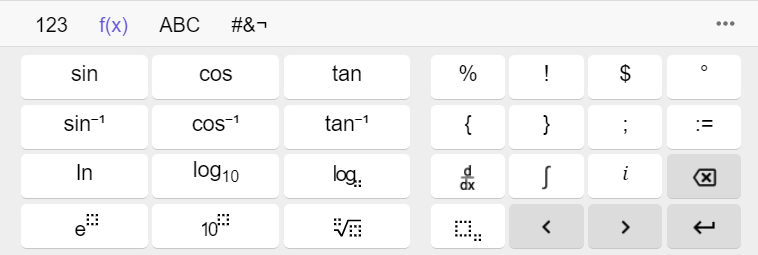 123 f(x) ABC #&¬ •••
sin cos tan % ! $ °
sin⁻¹ cos⁻¹ tan⁻¹ { } ; :=
ln log₁₀ log d/dx ∫ i
e 10 √ < >